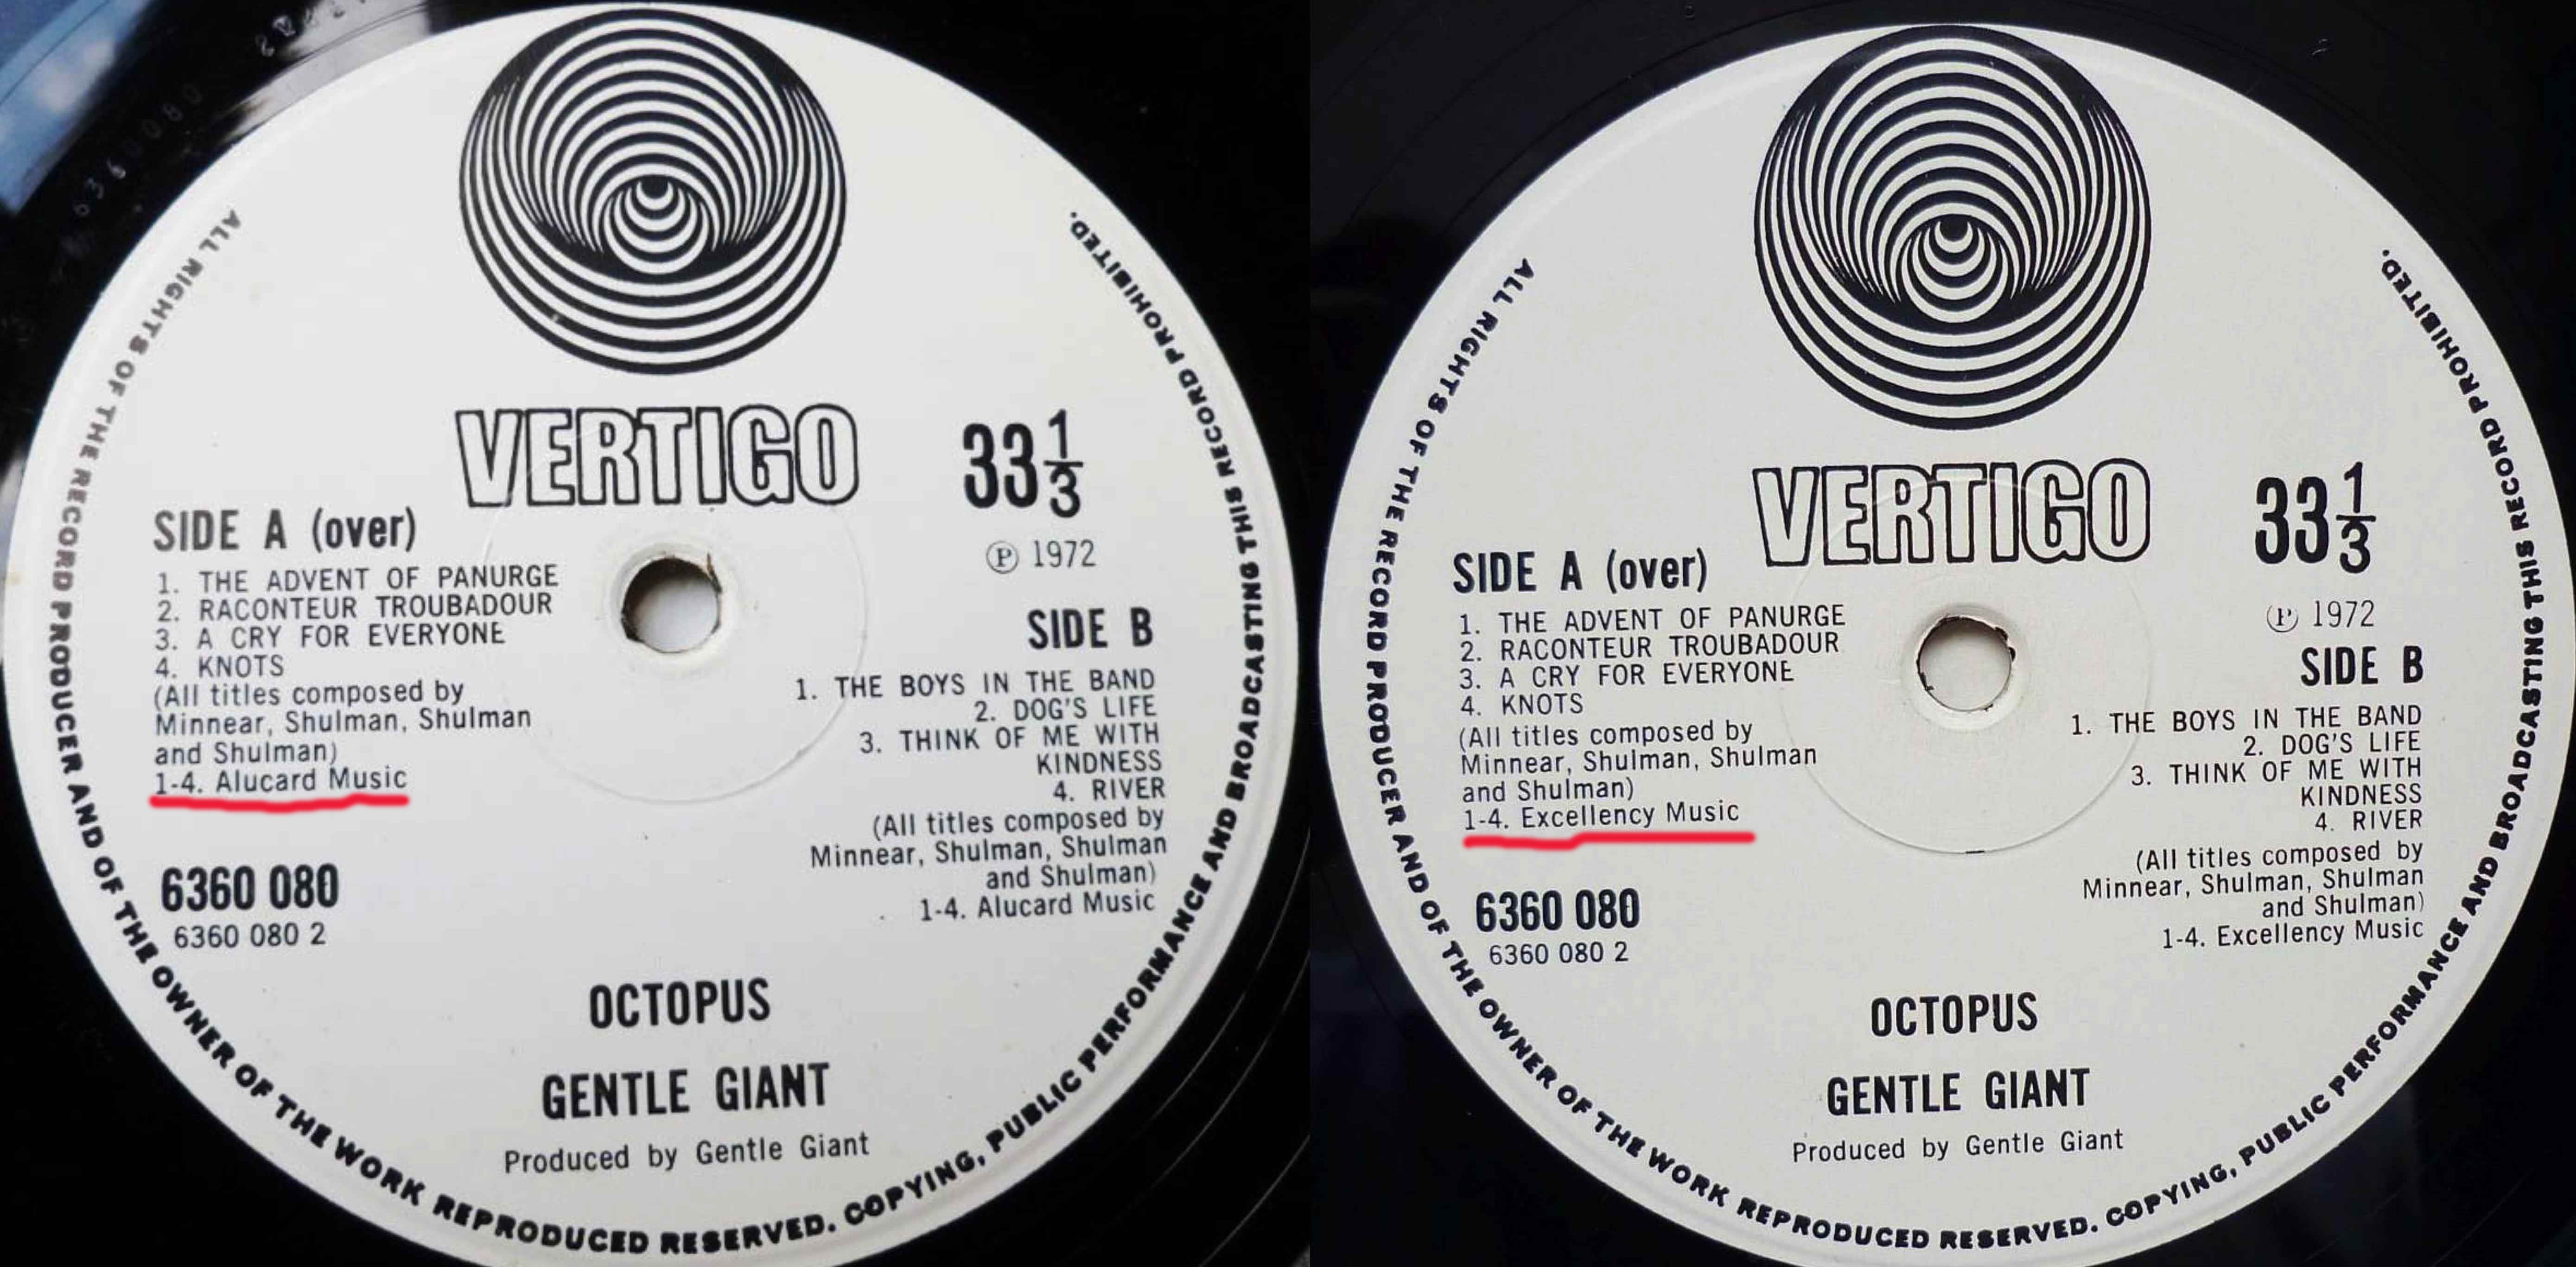 ALL RIGHTS OF THE RECORD PRODUCER AND OF THE OWNER OF THE WORK REPRODUCED RESERVED. COPYING, PUBLIC PERFORMANCE AND BROADCASTING THIS RECORD PROHIBITED.
6360080
VERTIGO
33 1/3
℗ 1972
SIDE A (over)
1. THE ADVENT OF PANURGE
2. RACONTEUR TROUBADOUR
3. A CRY FOR EVERYONE
4. KNOTS
(All titles composed by
Minnear, Shulman, Shulman
and Shulman)
1-4. Alucard Music
SIDE B
1. THE BOYS IN THE BAND
2. DOG'S LIFE
3. THINK OF ME WITH
KINDNESS
4. RIVER
(All titles composed by
Minnear, Shulman, Shulman
and Shulman)
1-4. Alucard Music
6360 080
6360 080 2
OCTOPUS
GENTLE GIANT
Produced by Gentle Giant
ALL RIGHTS OF THE RECORD PRODUCER AND OF THE OWNER OF THE WORK REPRODUCED RESERVED. COPYING, PUBLIC PERFORMANCE AND BROADCASTING THIS RECORD PROHIBITED.
VERTIGO
33 1/3
℗ 1972
SIDE A (over)
1. THE ADVENT OF PANURGE
2. RACONTEUR TROUBADOUR
3. A CRY FOR EVERYONE
4. KNOTS
(All titles composed by
Minnear, Shulman, Shulman
and Shulman)
1-4. Excellency Music
SIDE B
1. THE BOYS IN THE BAND
2. DOG'S LIFE
3. THINK OF ME WITH
KINDNESS
4. RIVER
(All titles composed by
Minnear, Shulman, Shulman
and Shulman)
1-4. Excellency Music
6360 080
6360 080 2
OCTOPUS
GENTLE GIANT
Produced by Gentle Giant